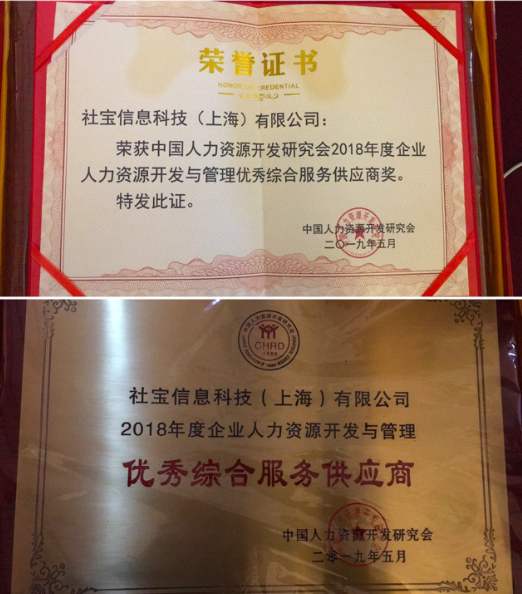 荣誉证书
HONORARY CREDENTIAL
社宝信息科技（上海）有限公司：
荣获中国人力资源开发研究会2018年度企业
人力资源开发与管理优秀综合服务供应商奖。
特发此证。
中国人力资源开发研究会
二〇一九年五月
CHRD
社宝信息科技（上海）有限公司
2018年度企业人力资源开发与管理
优秀综合服务供应商
中国人力资源开发研究会
二〇一九年五月